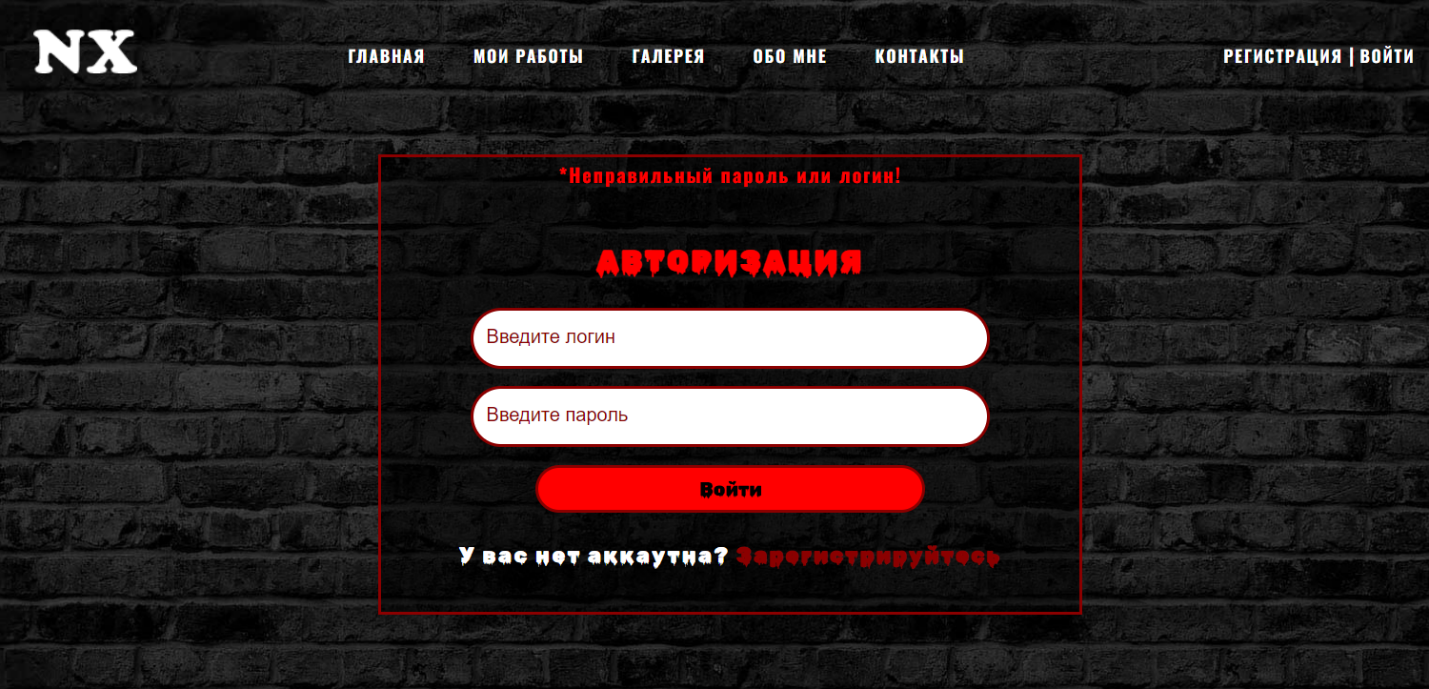 NX
ГЛАВНАЯ МОИ РАБОТЫ ГАЛЕРЕЯ ОБО МНЕ КОНТАКТЫ РЕГИСТРАЦИЯ | ВОЙТИ
*Неправильный пароль или логин!
АВТОРИЗАЦИЯ
Введите логин
Введите пароль
Войти
У вас нет аккаутна? Зарегистрируйтесь